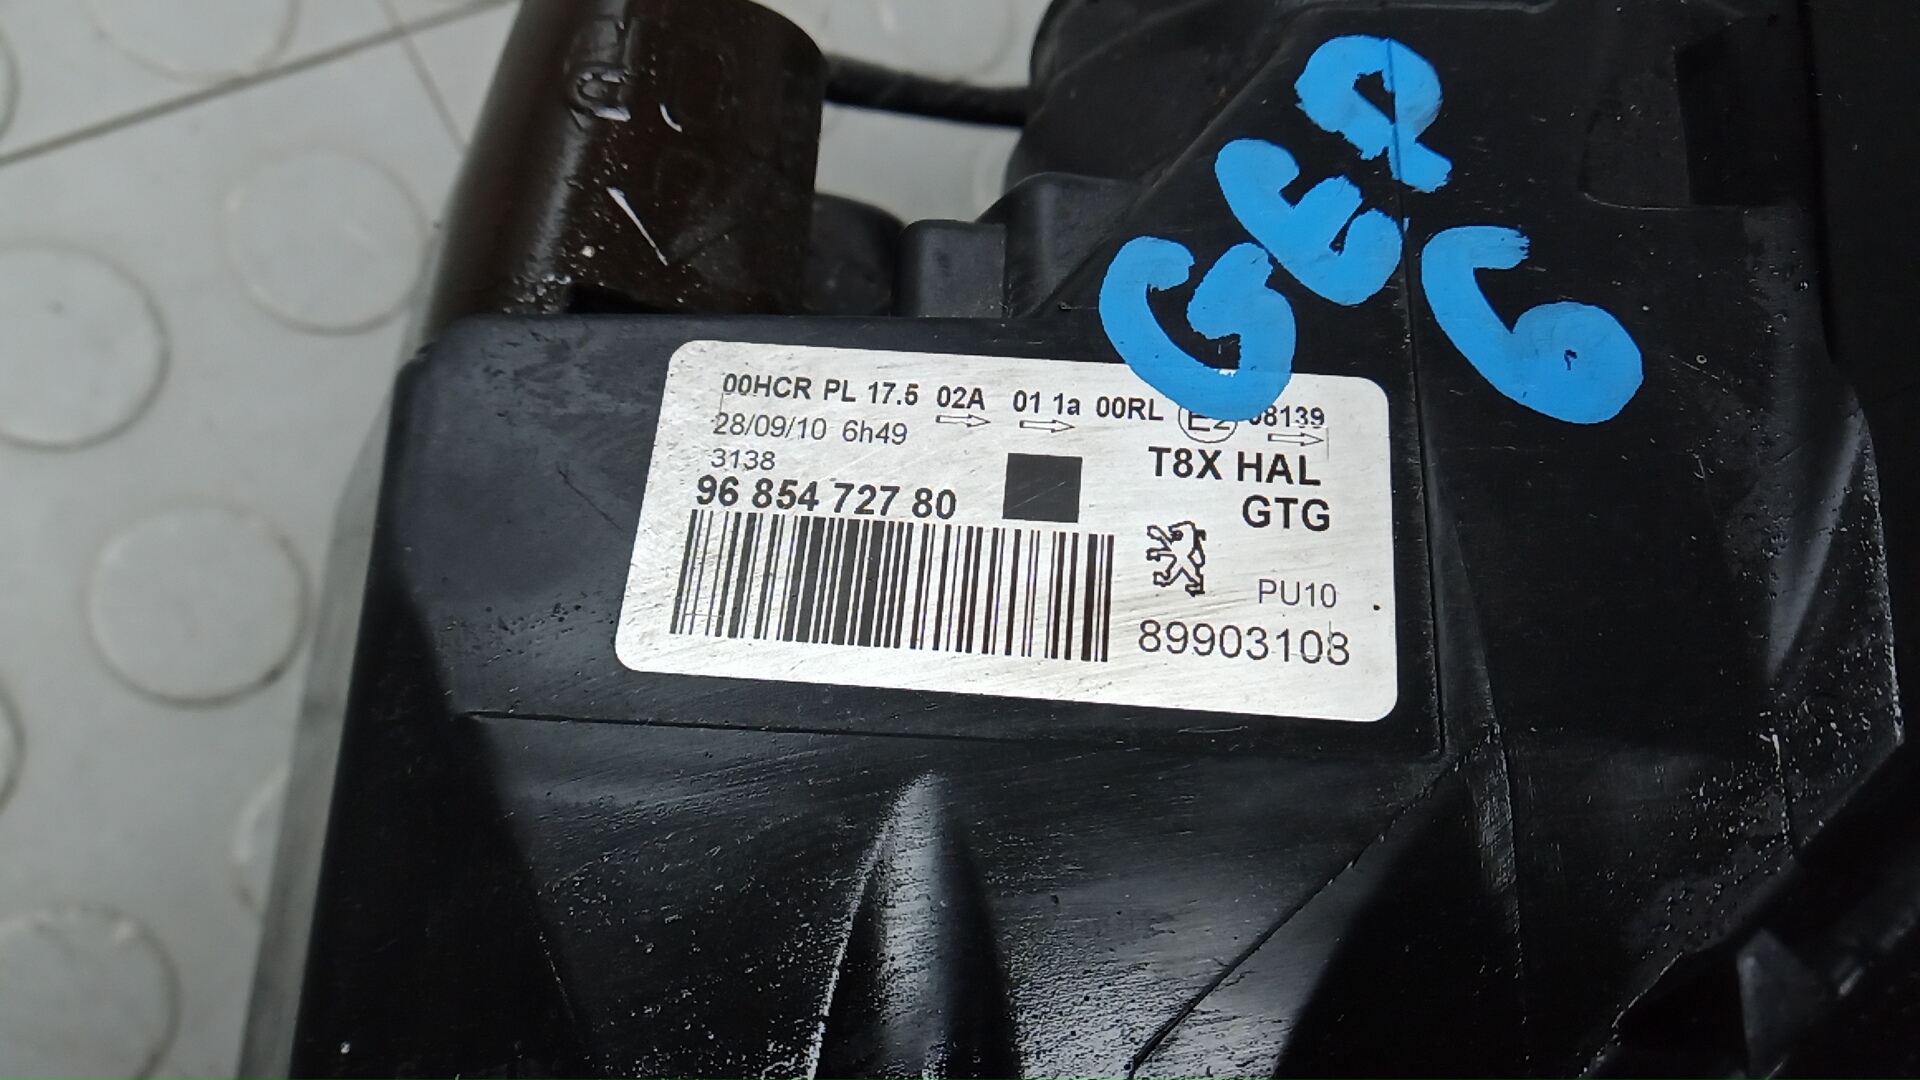 GEP
6
00HCR PL 17.5 02A 01 1a 00RL E2 08139
28/09/10 6h49
3138
T8X HAL
96 854 727 80
GTG
PU10
89903108